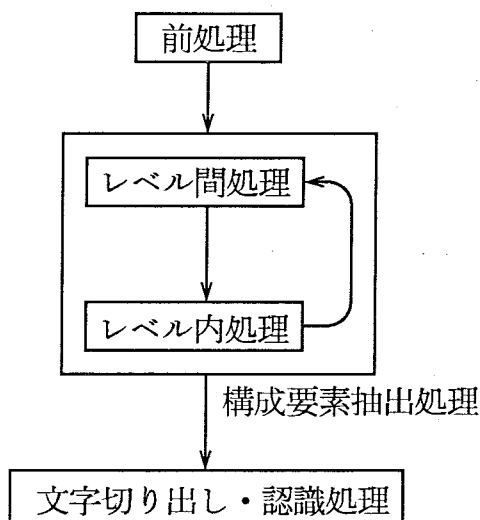 前処理
レベル間処理
レベル内処理
構成要素抽出処理
文字切り出し・認識処理